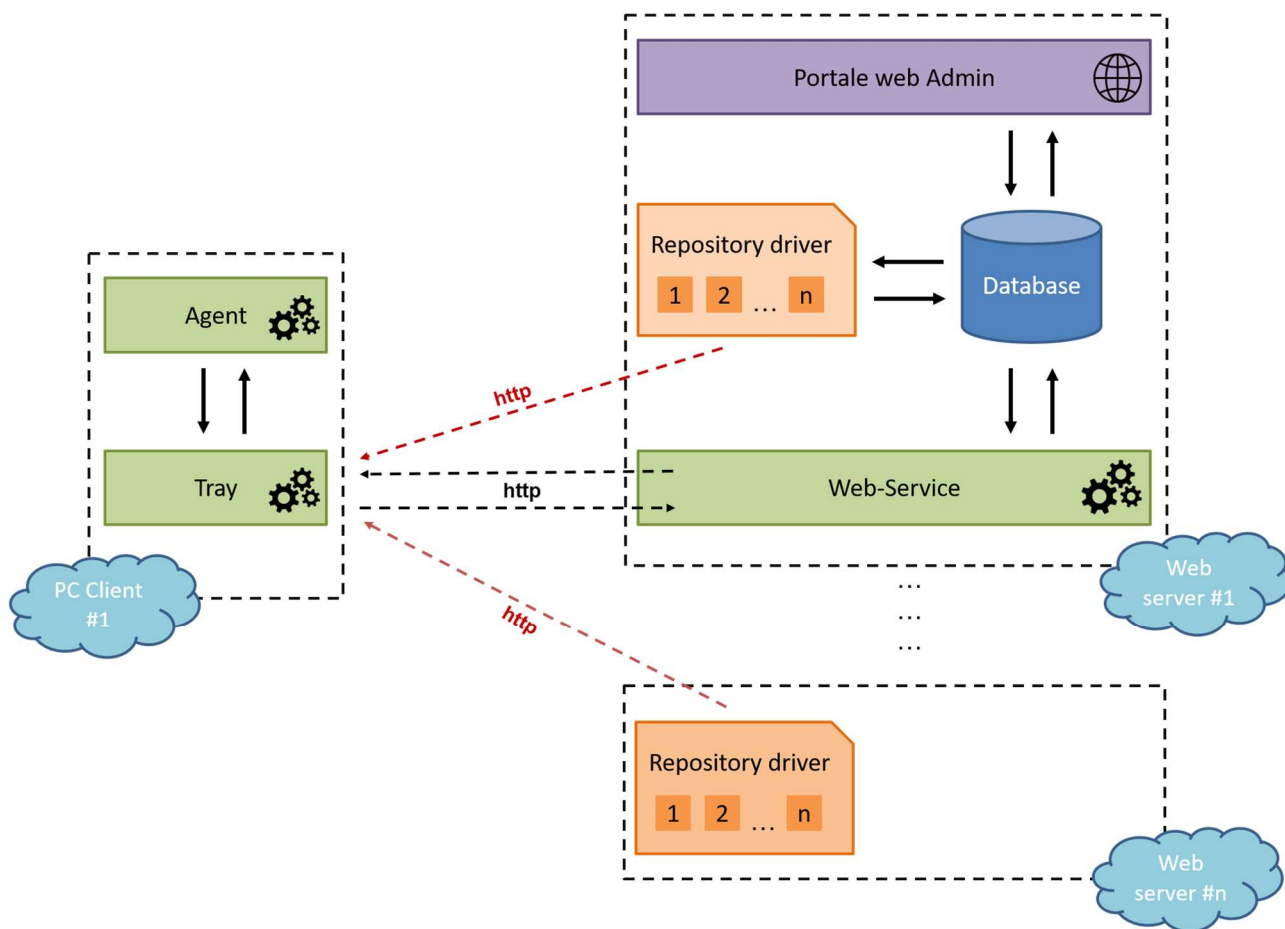 Portale web Admin
Repository driver
1 2 ... n
Database
Agent
http
Tray
http
Web-Service
PC Client
#1
Web
server #1
...
...
...
http
Repository driver
1 2 ... n
Web
server #n